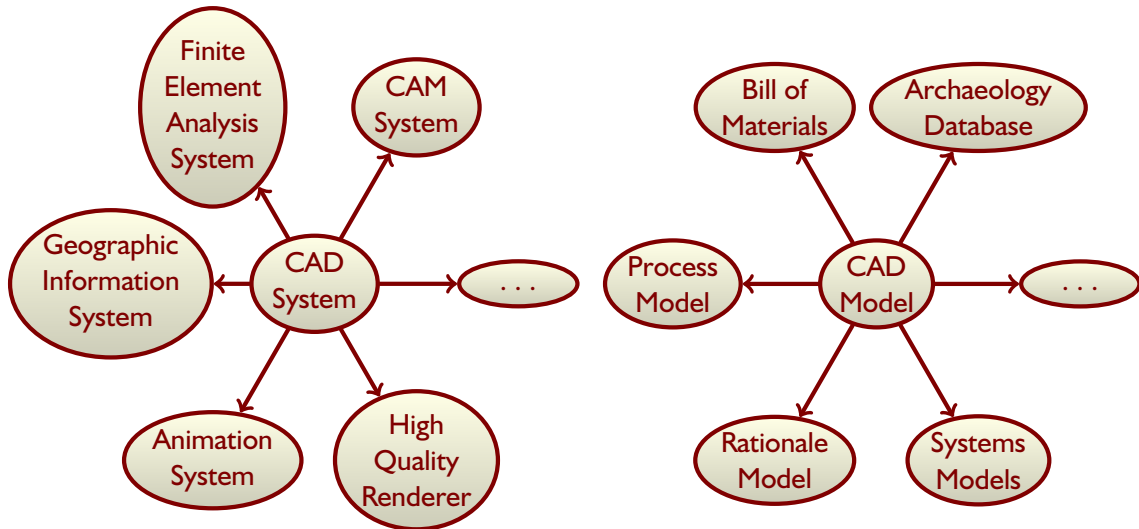 Finite
Element
Analysis
System
CAM
System
Geographic
Information
System
CAD
System
. . .
Animation
System
High
Quality
Renderer
Bill of
Materials
Archaeology
Database
Process
Model
CAD
Model
. . .
Rationale
Model
Systems
Models